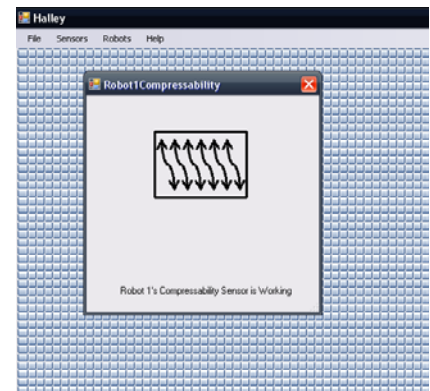 Halley
File Sensors Robots Help
Robot1Compressability
Robot 1's Compressability Sensor is Working